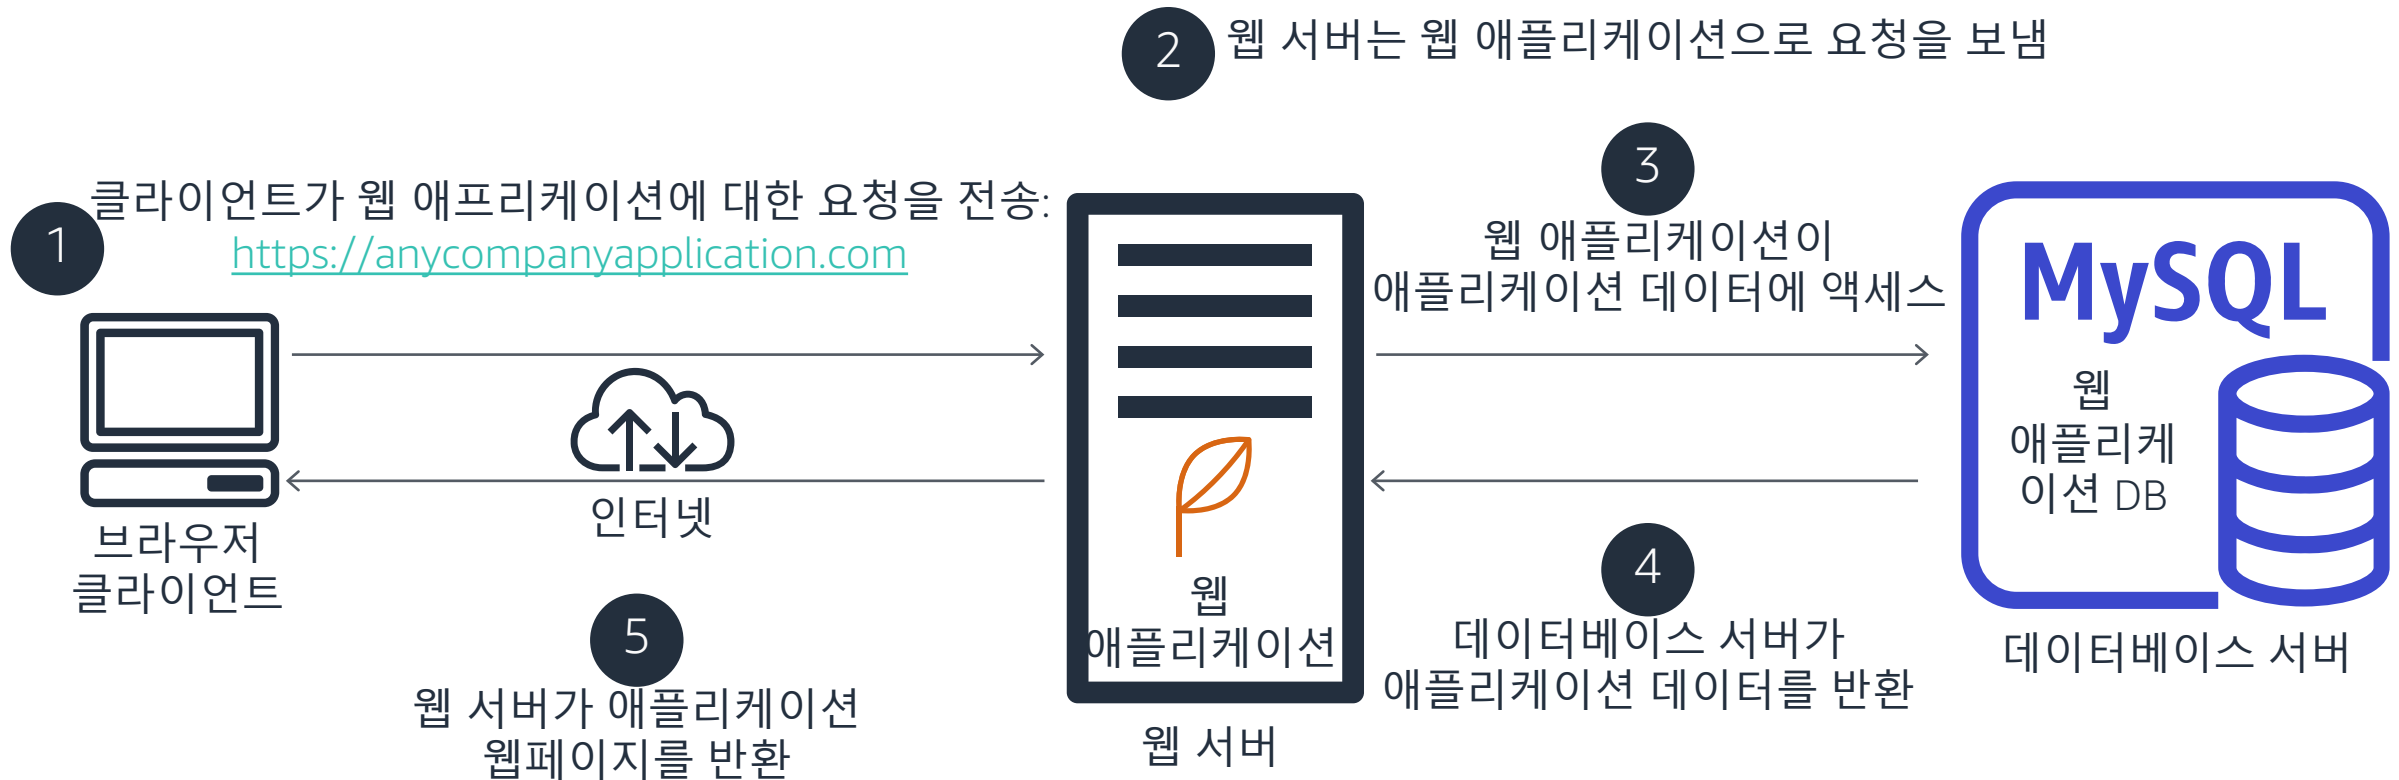 2
웹 서버는 웹 애플리케이션으로 요청을 보냄
1
클라이언트가 웹 애프리케이션에 대한 요청을 전송:
https://anycompanyapplication.com
3
웹 애플리케이션이
애플리케이션 데이터에 액세스
MySQL
웹
애플리케
이션 DB
데이터베이스 서버
인터넷
브라우저
클라이언트
웹
애플리케이션
웹 서버
4
데이터베이스 서버가
애플리케이션 데이터를 반환
5
웹 서버가 애플리케이션
웹페이지를 반환